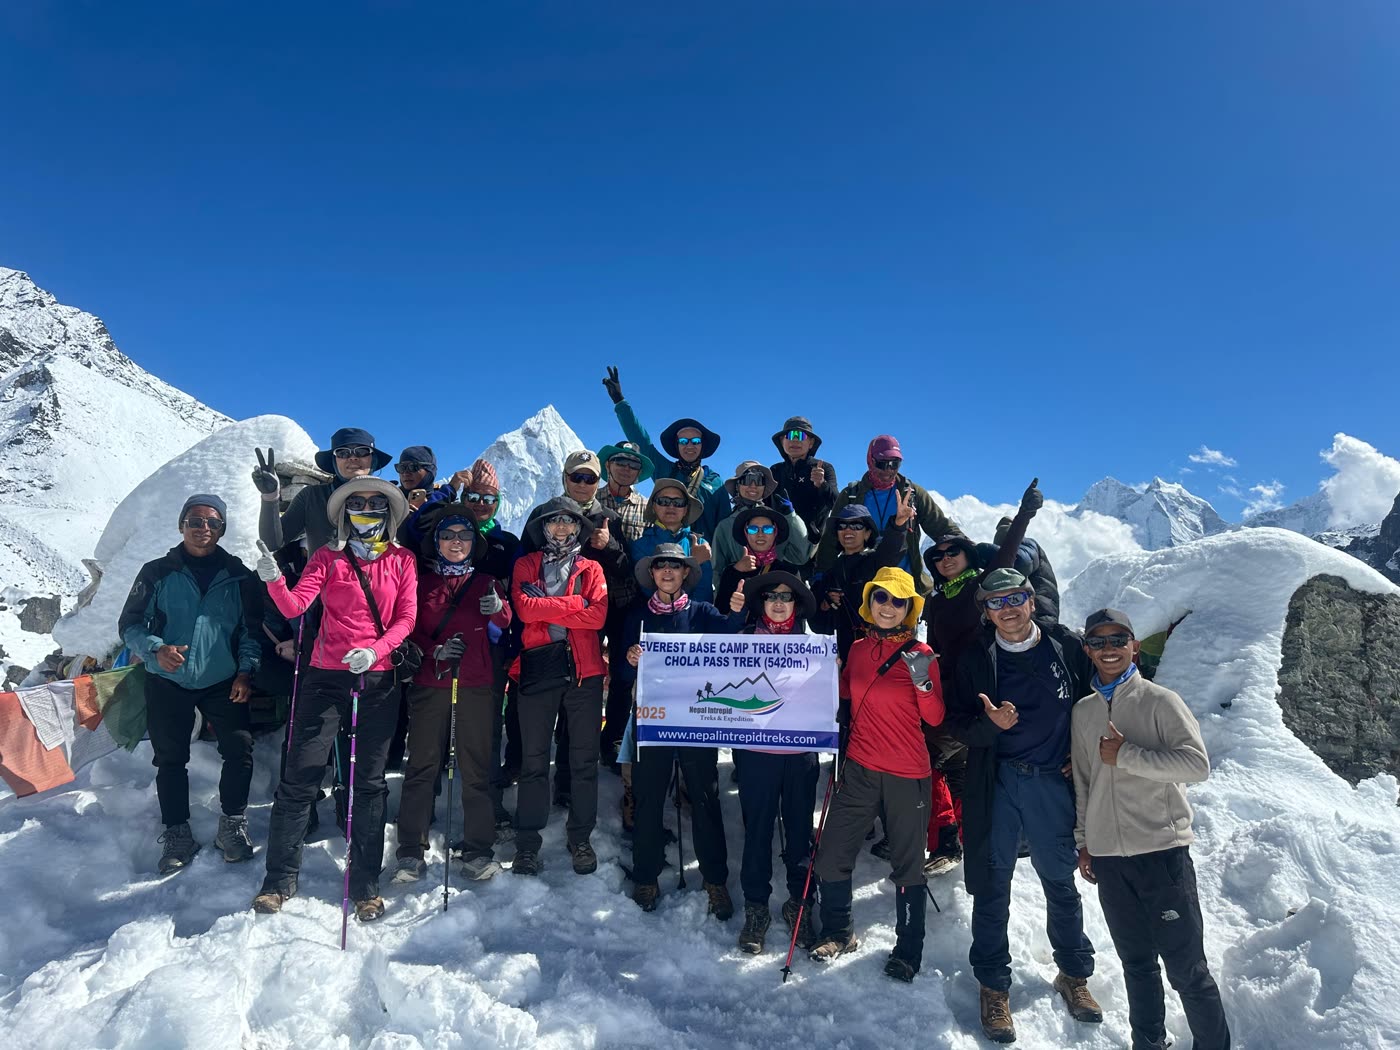 EVEREST BASE CAMP TREK (5364m.) &
CHOLA PASS TREK (5420m.)
Nepal Intrepid
Treks & Expedition
2025
www.nepalintrepidtreks.com